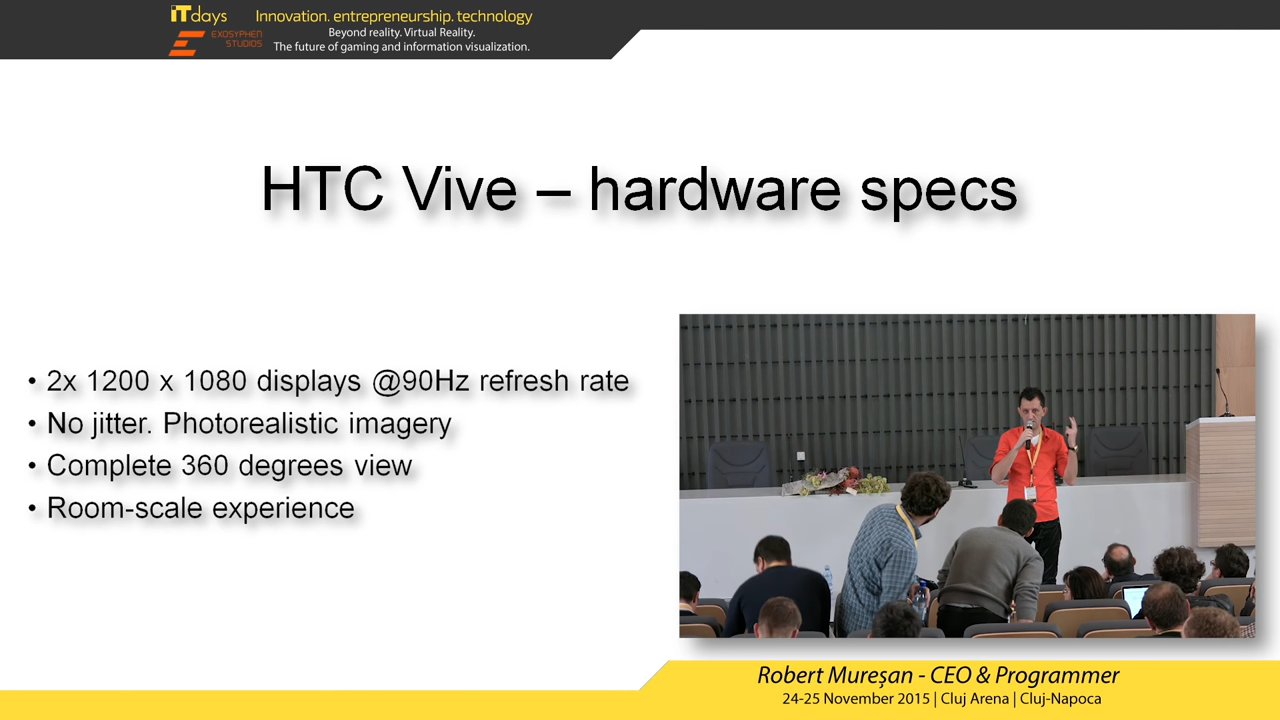 iTdays
Innovation. entrepreneurship. technology
EXOSYPHEN
STUDIOS
Beyond reality. Virtual Reality.
The future of gaming and information visualization.
HTC Vive – hardware specs
• 2x 1200 x 1080 displays @90Hz refresh rate
• No jitter. Photorealistic imagery
• Complete 360 degrees view
• Room-scale experience
Robert Mureșan - CEO & Programmer
24-25 November 2015 | Cluj Arena | Cluj-Napoca